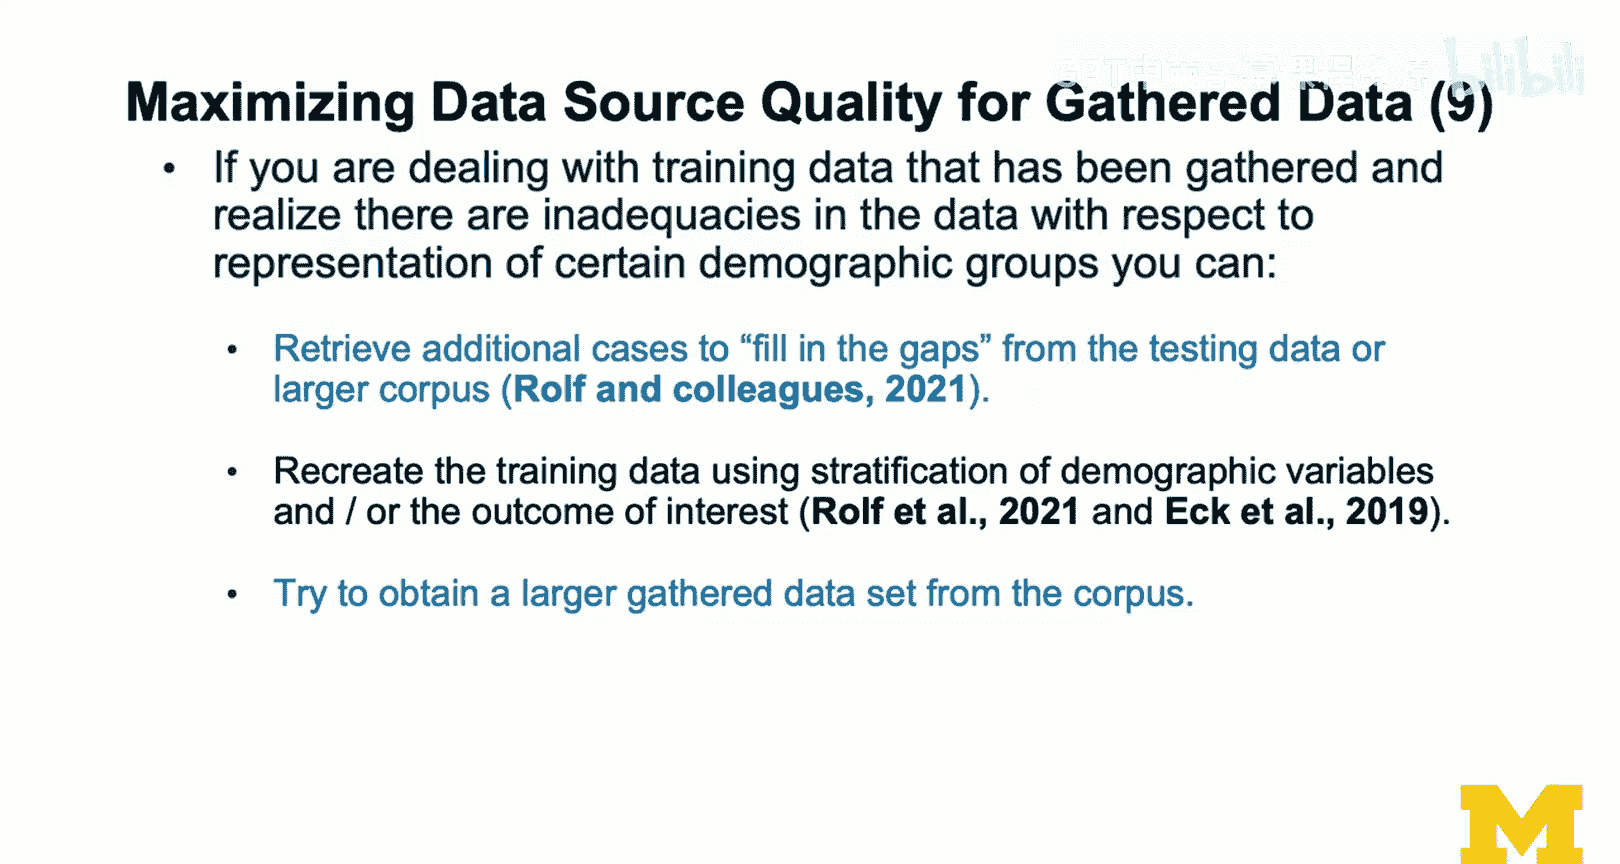 Maximizing Data Source Quality for Gathered Data (9)
• If you are dealing with training data that has been gathered and
realize there are inadequacies in the data with respect to
representation of certain demographic groups you can:
• Retrieve additional cases to “fill in the gaps” from the testing data or
larger corpus (Rolf and colleagues, 2021).
• Recreate the training data using stratification of demographic variables
and / or the outcome of interest (Rolf et al., 2021 and Eck et al., 2019).
• Try to obtain a larger gathered data set from the corpus.
bilibili
M